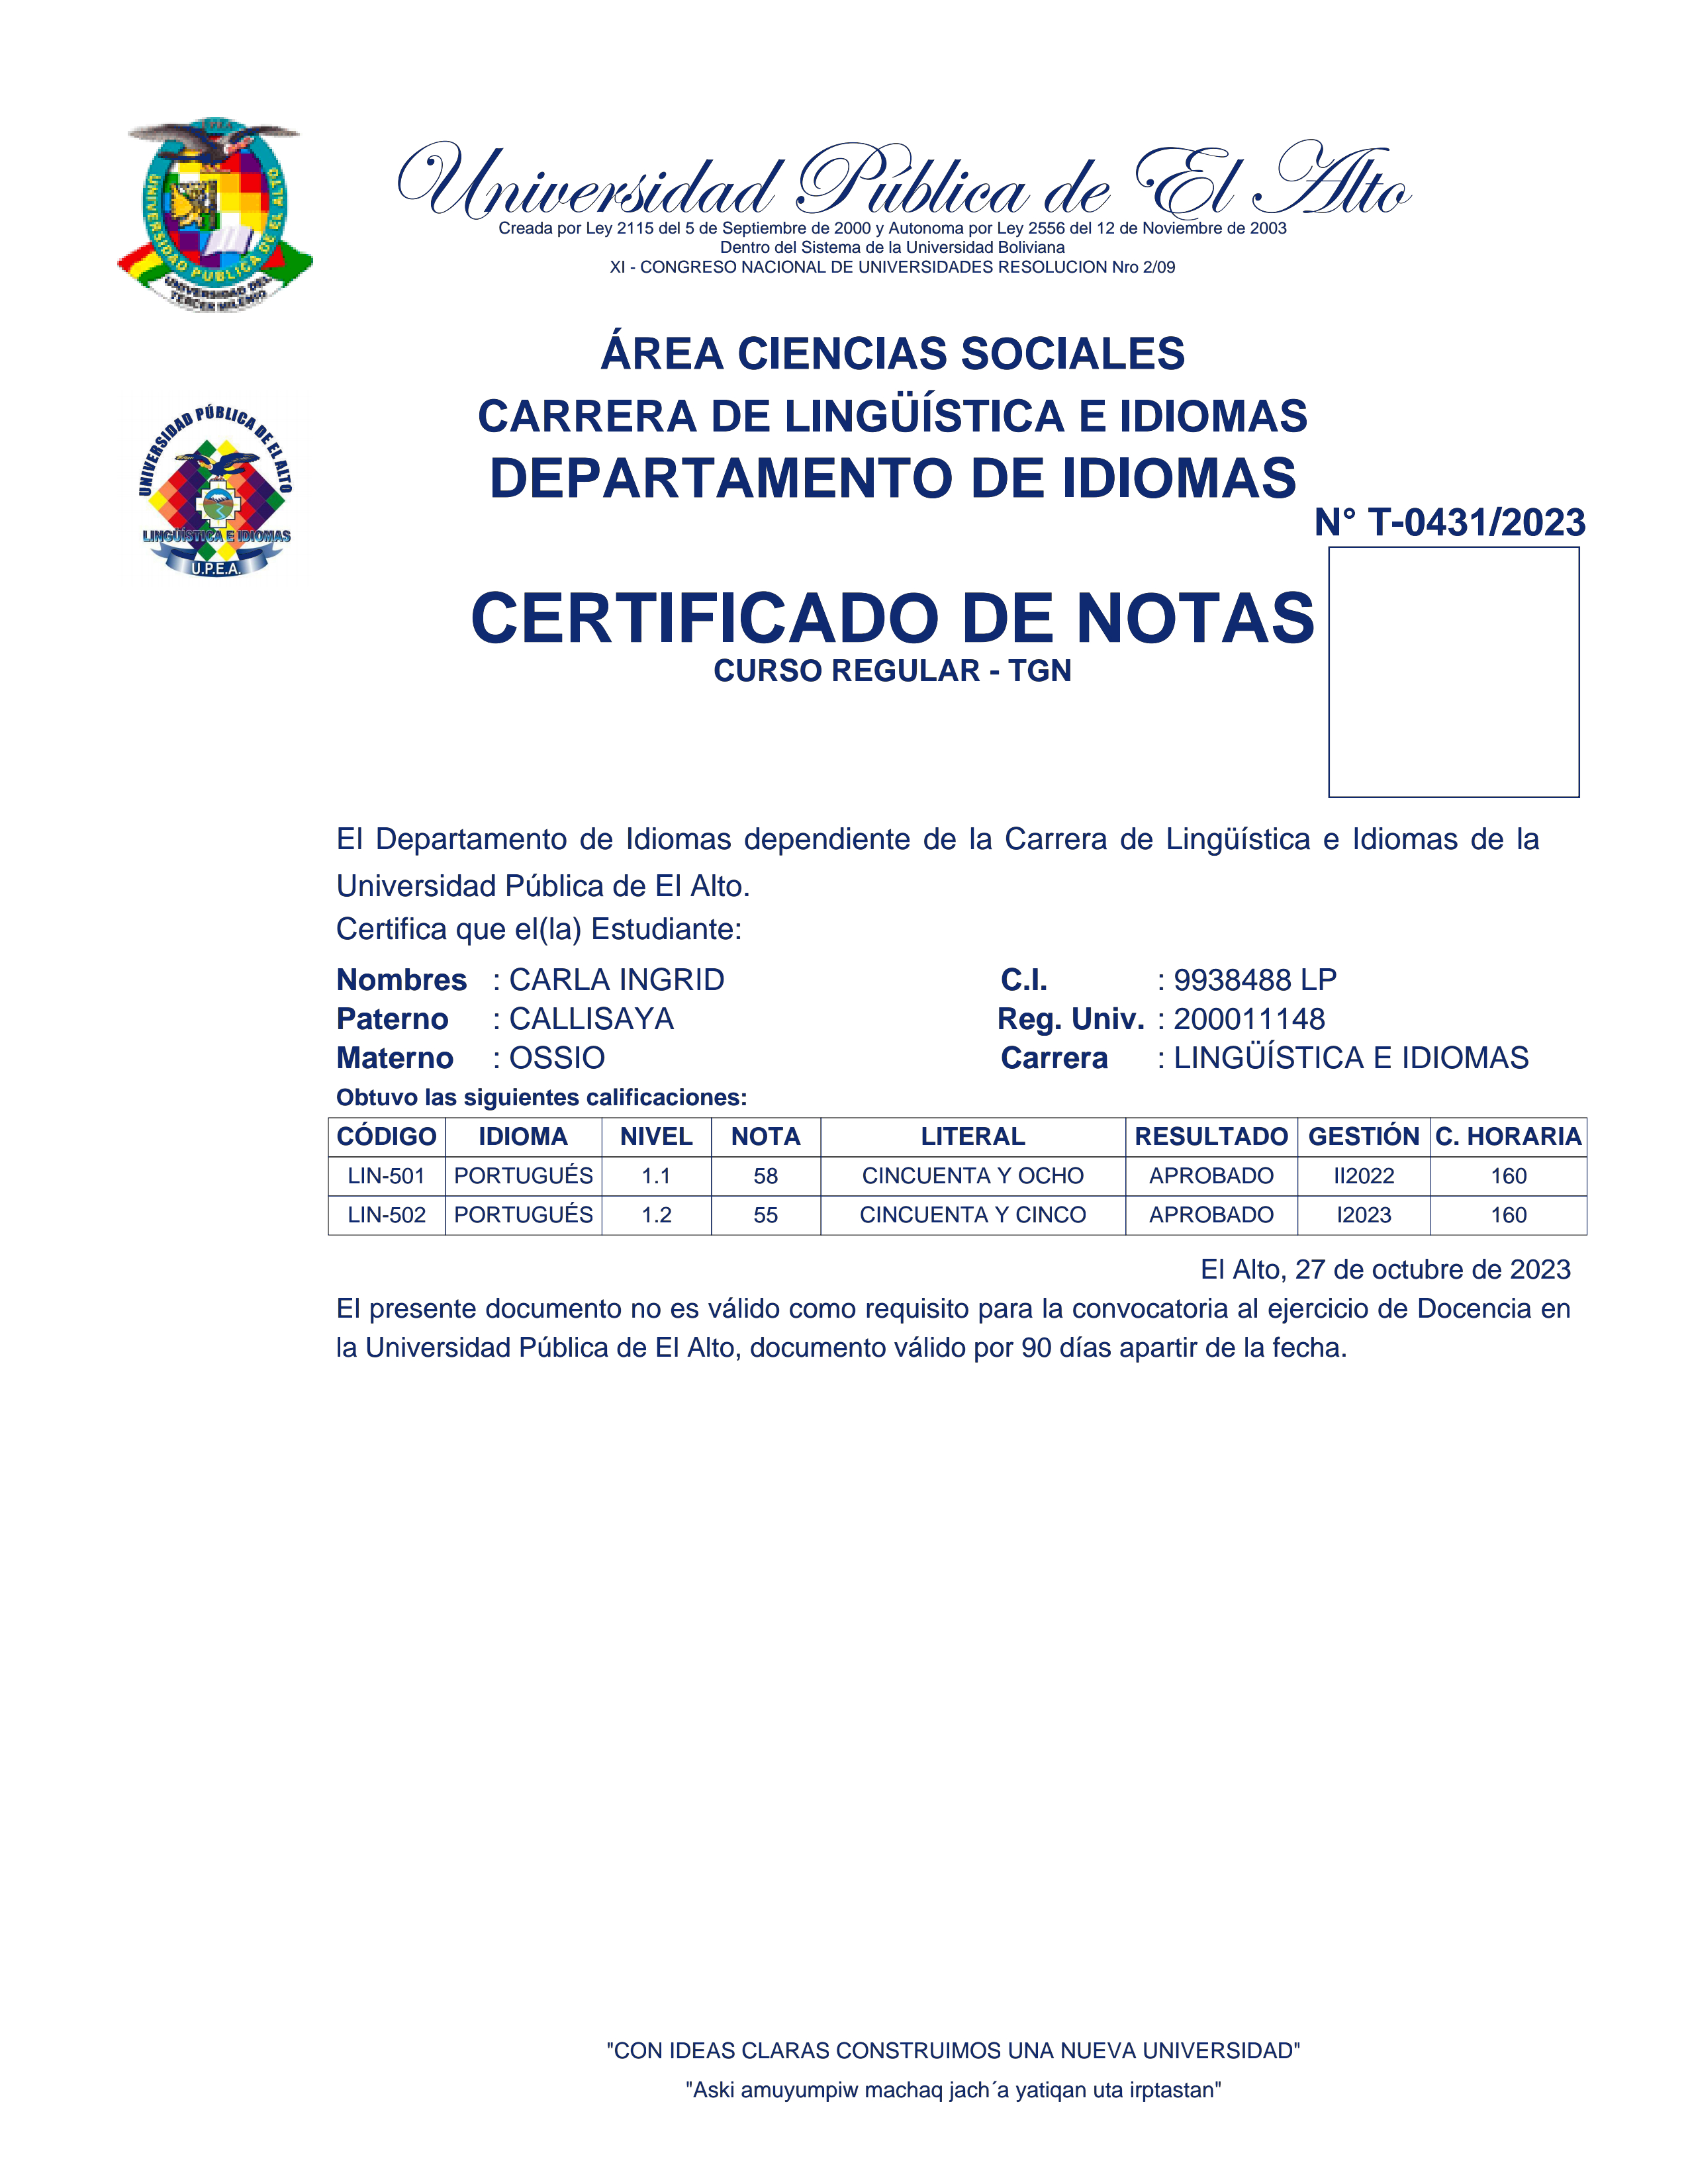 Universidad Pública de El Alto
Creada por Ley 2115 del 5 de Septiembre de 2000 y Autonoma por Ley 2556 del 12 de Noviembre de 2003
Dentro del Sistema de la Universidad Boliviana
XI - CONGRESO NACIONAL DE UNIVERSIDADES RESOLUCION Nro 2/09
UPEA
UNIVERSIDAD PUBLICA DE EL ALTO
UNIVERSIDAD DEL
TERCER MILENIO
ÁREA CIENCIAS SOCIALES
CARRERA DE LINGÜÍSTICA E IDIOMAS
DEPARTAMENTO DE IDIOMAS
UNIVERSIDAD PÚBLICA DE EL ALTO
LINGÜÍSTICA E IDIOMAS
U.P.E.A.
N° T-0431/2023
CERTIFICADO DE NOTAS
CURSO REGULAR - TGN
El Departamento de Idiomas dependiente de la Carrera de Lingüística e Idiomas de la
Universidad Pública de El Alto.
Certifica que el(la) Estudiante:
Nombres : CARLA INGRID C.I. : 9938488 LP
Paterno : CALLISAYA Reg. Univ. : 200011148
Materno : OSSIO Carrera : LINGÜÍSTICA E IDIOMAS
Obtuvo las siguientes calificaciones:
CÓDIGO IDIOMA NIVEL NOTA LITERAL RESULTADO GESTIÓN C. HORARIA
LIN-501 PORTUGUÉS 1.1 58 CINCUENTA Y OCHO APROBADO II2022 160
LIN-502 PORTUGUÉS 1.2 55 CINCUENTA Y CINCO APROBADO I2023 160
El Alto, 27 de octubre de 2023
El presente documento no es válido como requisito para la convocatoria al ejercicio de Docencia en
la Universidad Pública de El Alto, documento válido por 90 días apartir de la fecha.
"CON IDEAS CLARAS CONSTRUIMOS UNA NUEVA UNIVERSIDAD"
"Aski amuyumpiw machaq jach´a yatiqan uta irptastan"